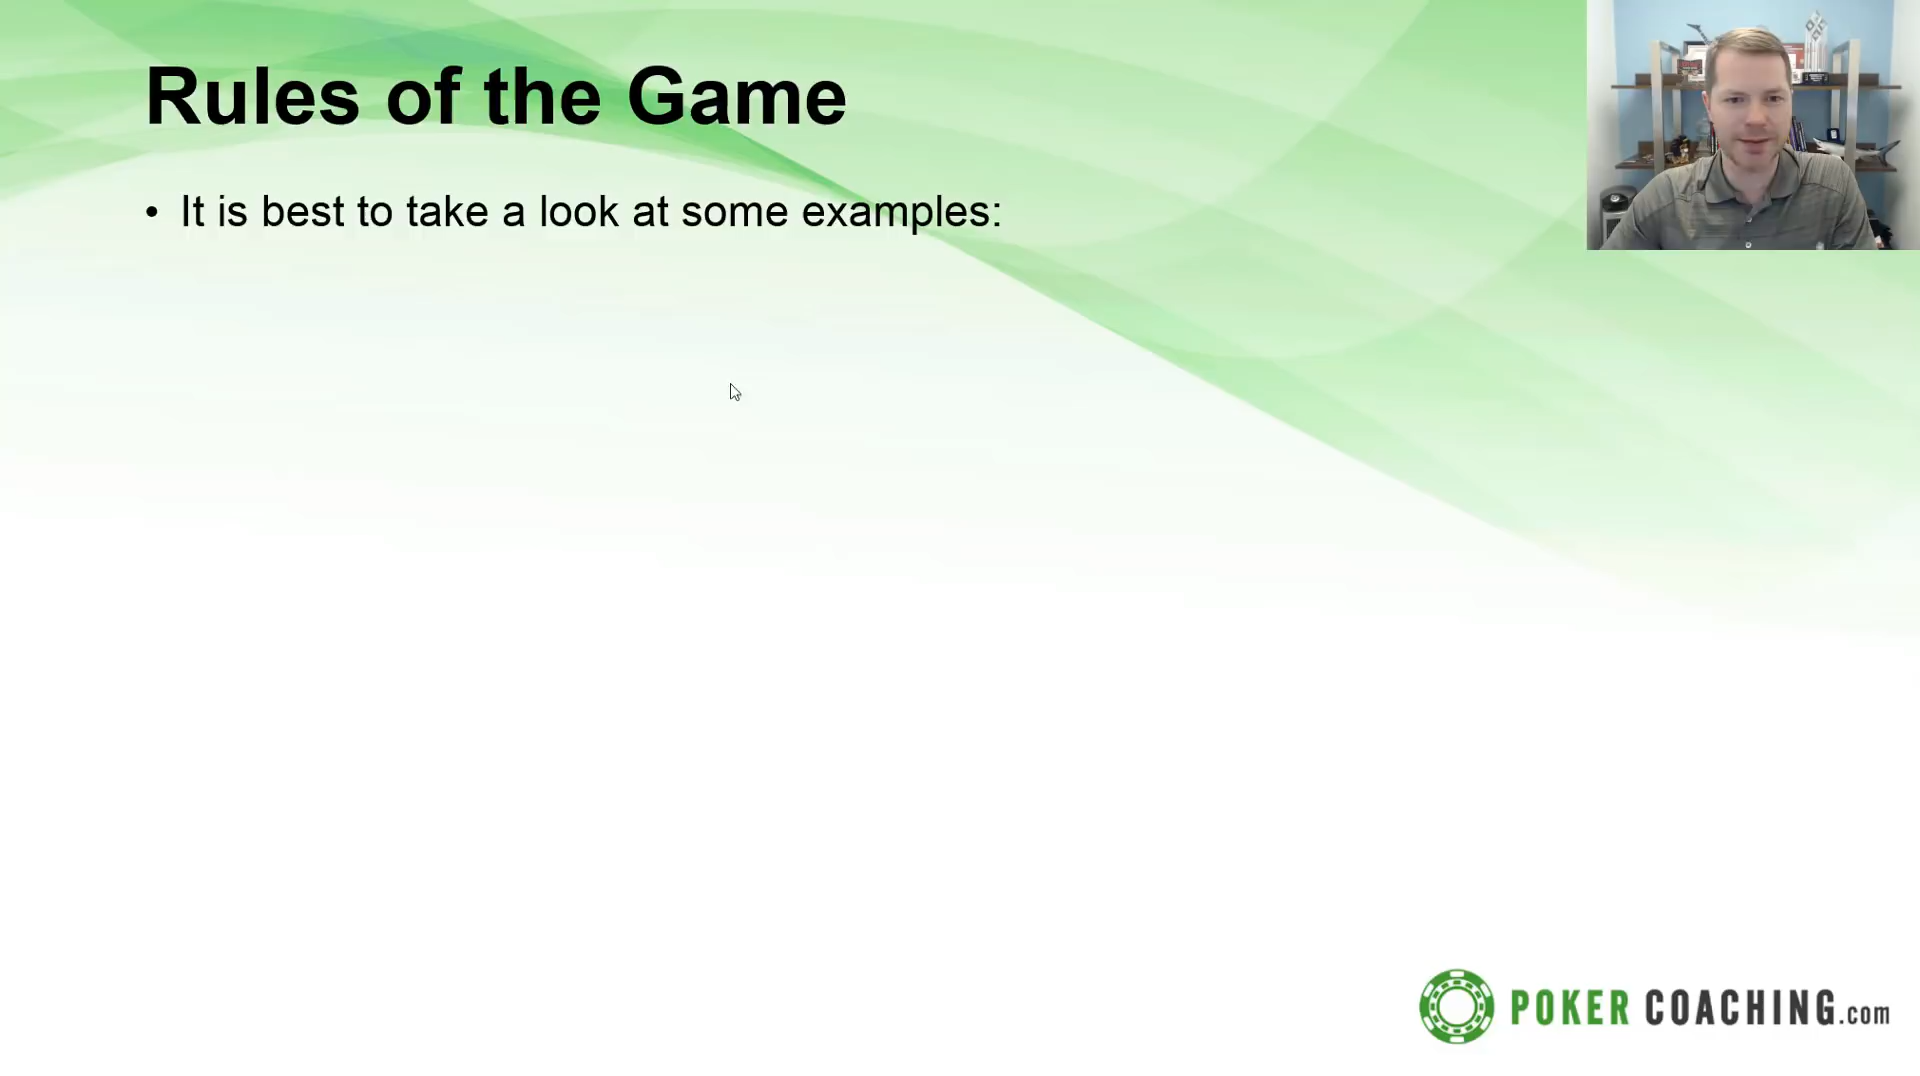 Rules of the Game
• It is best to take a look at some examples:
POKER COACHING.com